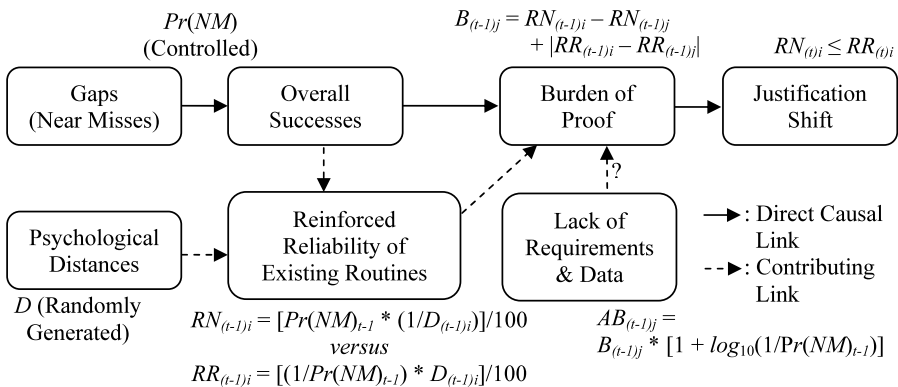 Pr(NM)
(Controlled)
B(t-1)j = RN(t-1)i – RN(t-1)j
+ |RR(t-1)i – RR(t-1)j|
RN(t)i ≤ RR(t)i
Gaps
(Near Misses)
Overall
Successes
Burden of
Proof
Justification
Shift
?
Psychological
Distances
Reinforced
Reliability of
Existing Routines
Lack of
Requirements
& Data
: Direct Causal
Link
: Contributing
Link
D (Randomly
Generated)
RN(t-1)i = [Pr(NM)t-1 * (1/D(t-1)i)]/100
versus
RR(t-1)i = [(1/Pr(NM)t-1) * D(t-1)i]/100
AB(t-1)j =
B(t-1)j * [1 + log10(1/Pr(NM)t-1)]